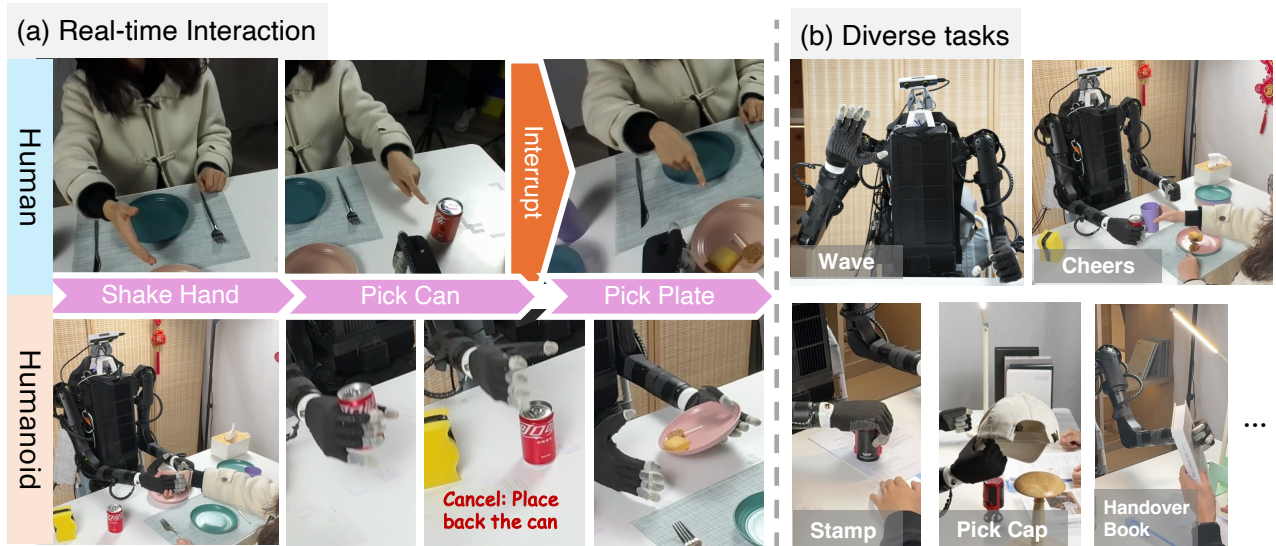 (a) Real-time Interaction
Human
Interrupt
Shake Hand
Pick Can
Pick Plate
Humanoid
Cancel: Place
back the can
(b) Diverse tasks
Wave
Cheers
Stamp
Pick Cap
Handover
Book
...